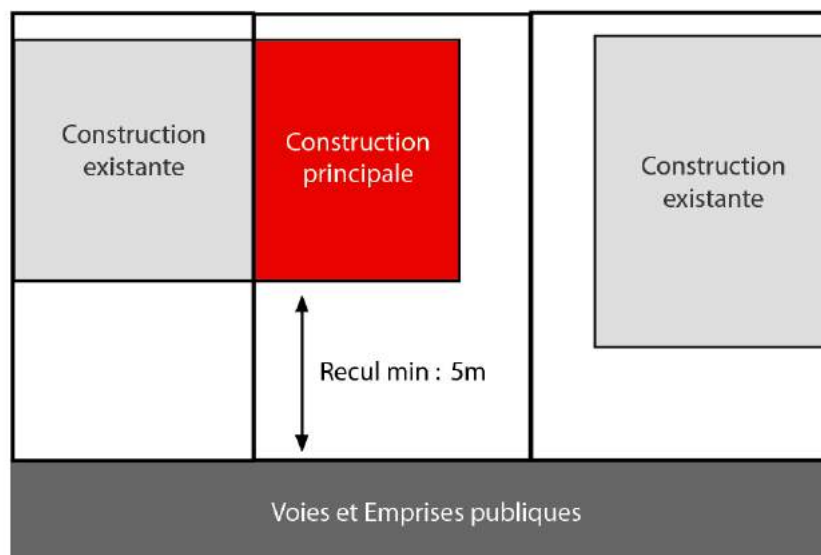 Construction
existante
Construction
principale
Construction
existante
Recul min : 5m
Voies et Emprises publiques